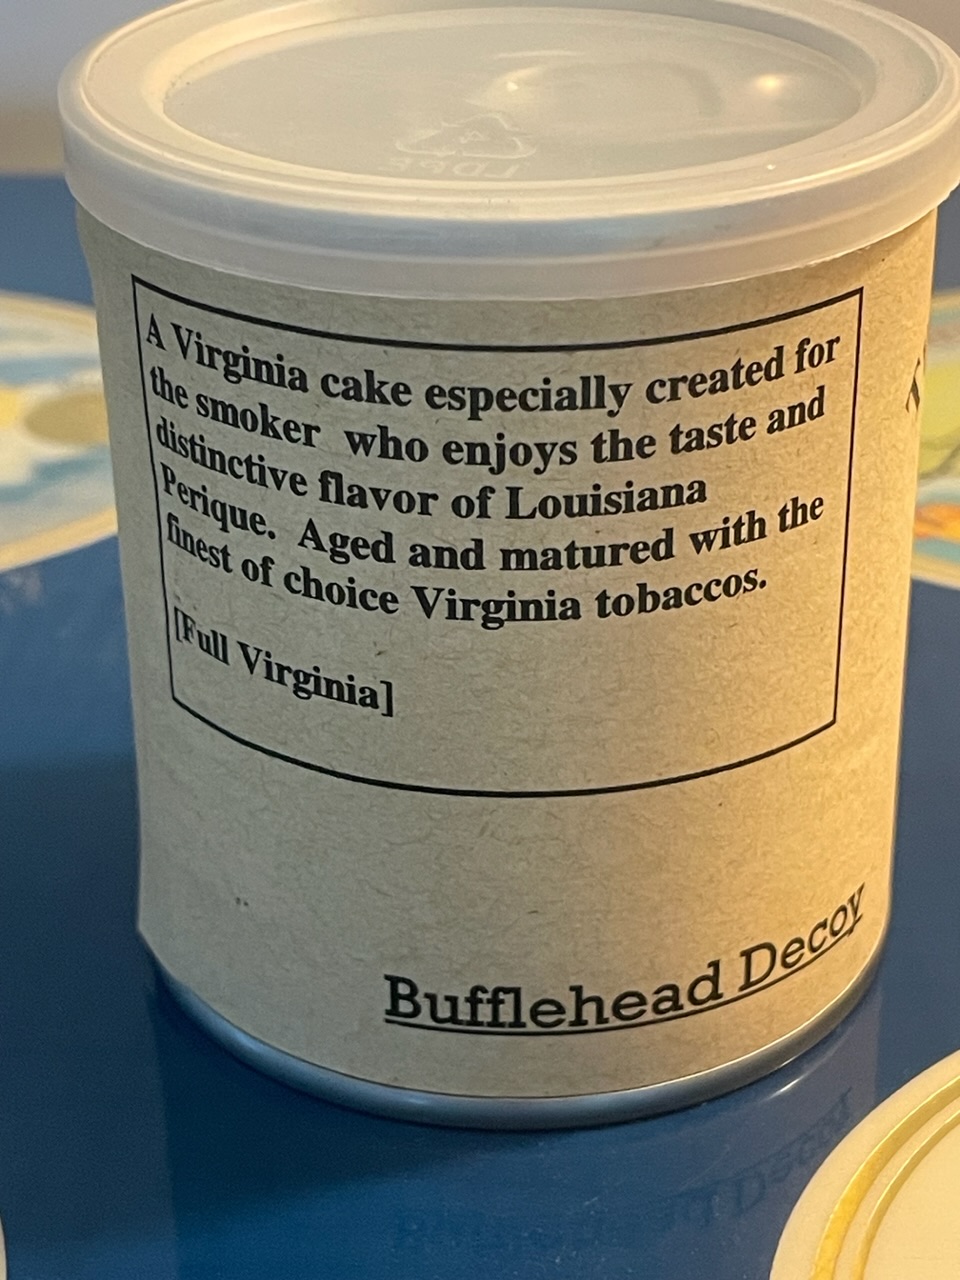 LDPE
A Virginia cake especially created for
the smoker who enjoys the taste and
distinctive flavor of Louisiana
Perique. Aged and matured with the
finest of choice Virginia tobaccos.
[Full Virginia]
Bufflehead Decoy